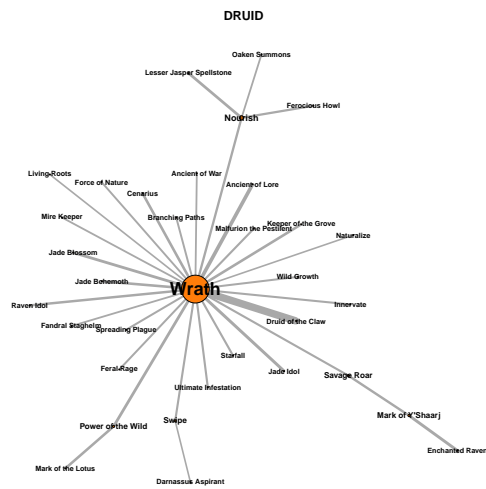 DRUID
Oaken Summons
Lesser Jasper Spellstone
Ferocious Howl
Nourish
Living Roots
Ancient of War
Force of Nature
Ancient of Lore
Cenarius
Mire Keeper
Branching Paths
Keeper of the Grove
Malfurion the Pestilent
Naturalize
Jade Blossom
Wild Growth
Jade Behemoth
Wrath
Raven Idol
Innervate
Druid of the Claw
Fandral Staghelm
Spreading Plague
Starfall
Feral Rage
Jade Idol
Savage Roar
Ultimate Infestation
Mark of Y'Shaarj
Swipe
Power of the Wild
Enchanted Raven
Mark of the Lotus
Darnassus Aspirant